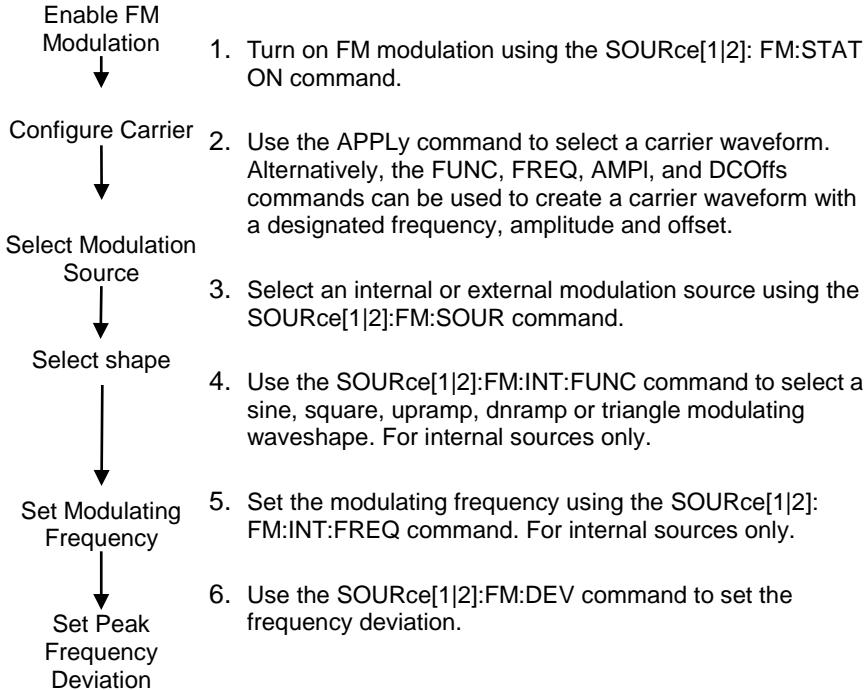 Enable FM
Modulation
1. Turn on FM modulation using the SOURce[1|2]: FM:STAT
ON command.
Configure Carrier
2. Use the APPLy command to select a carrier waveform.
Alternatively, the FUNC, FREQ, AMPl, and DCOffs
commands can be used to create a carrier waveform with
a designated frequency, amplitude and offset.
Select Modulation
Source
3. Select an internal or external modulation source using the
SOURce[1|2]:FM:SOUR command.
Select shape
4. Use the SOURce[1|2]:FM:INT:FUNC command to select a
sine, square, upramp, dnramp or triangle modulating
waveshape. For internal sources only.
Set Modulating
Frequency
5. Set the modulating frequency using the SOURce[1|2]:
FM:INT:FREQ command. For internal sources only.
Set Peak
Frequency
Deviation
6. Use the SOURce[1|2]:FM:DEV command to set the
frequency deviation.